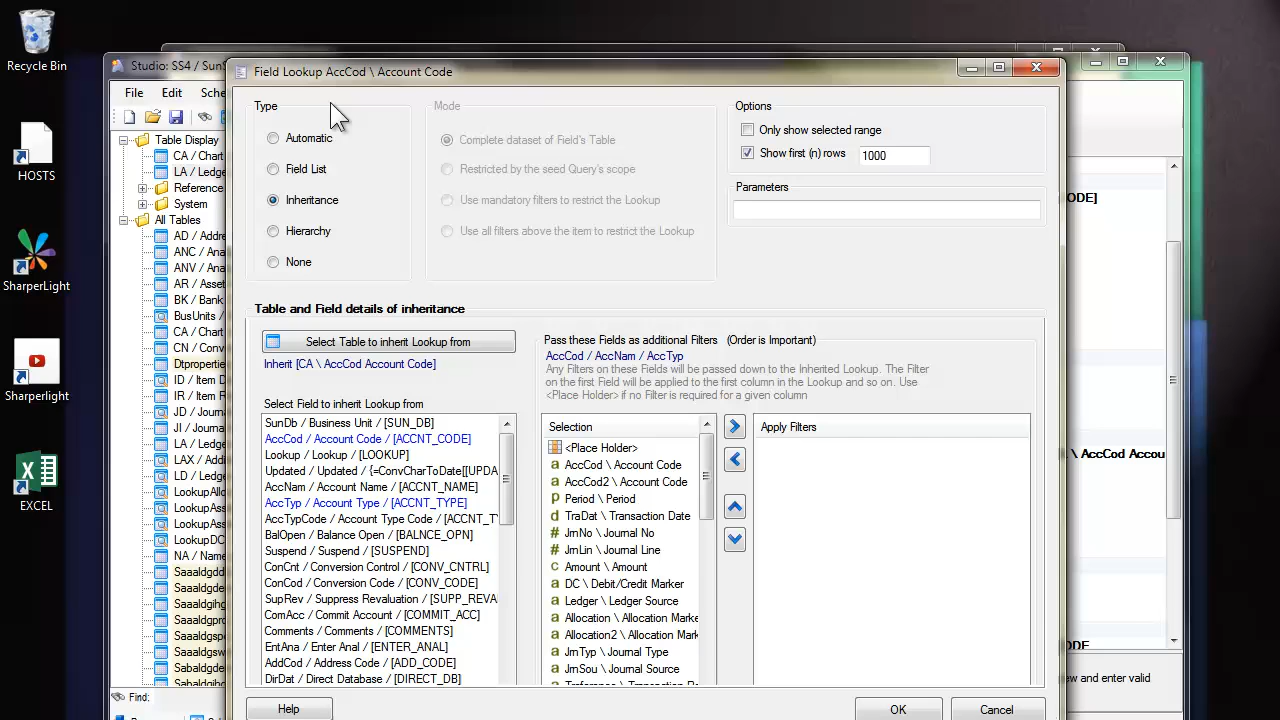 Recycle Bin
HOSTS
SharperLight
Sharperlight
EXCEL
Studio: SS4 / SunS
File Edit Sche
Table Display
CA / Chart
LA / Ledge
Reference
System
All Tables
AD / Addre
ANC / Ana
ANV / Ana
AR / Asset
BK / Bank
BusUnits /
CA / Chart
CN / Conv
Dtproperti
ID / Item D
IR / Item R
JD / Journa
JI / Journal
LA / Ledge
LAX / Addi
LD / Ledge
LookupAllo
LookupAss
LookupDC
NA / Name
Saaaldgdd
Saaaldgde
Saaaldgihg
Saaaldgpro
Saaaldgspe
Saaaldgsw
Sabaldgde
Sabaldgihg
Find:
Field Lookup AccCod \ Account Code
Type
Automatic
Field List
Inheritance
Hierarchy
None
Mode
Complete dataset of Field's Table
Restricted by the seed Query's scope
Use mandatory filters to restrict the Lookup
Use all filters above the item to restrict the Lookup
Options
Only show selected range
Show first (n) rows 1000
Parameters
Table and Field details of inheritance
Select Table to inherit Lookup from
Inherit [CA \ AccCod Account Code]
Select Field to inherit Lookup from
SunDb / Business Unit / [SUN_DB]
AccCod / Account Code / [ACCNT_CODE]
Lookup / Lookup / [LOOKUP]
Updated / Updated / {=ConvCharToDate[[UPDA
AccNam / Account Name / [ACCNT_NAME]
AccTyp / Account Type / [ACCNT_TYPE]
AccTypCode / Account Type Code / [ACCNT_T
BalOpen / Balance Open / [BALNCE_OPN]
Suspend / Suspend / [SUSPEND]
ConCnt / Conversion Control / [CONV_CNTRL]
ConCod / Conversion Code / [CONV_CODE]
SupRev / Suppress Revaluation / [SUPP_REVA
ComAcc / Commit Account / [COMMIT_ACC]
Comments / Comments / [COMMENTS]
EntAna / Enter Anal / [ENTER_ANAL]
AddCod / Address Code / [ADD_CODE]
DirDat / Direct Database / [DIRECT_DB]
Pass these Fields as additional Filters (Order is Important)
AccCod / AccNam / AccTyp
Any Filters on these Fields will be passed down to the Inherited Lookup. The Filter
on the first Field will be applied to the first column in the Lookup and so on. Use
<Place Holder> if no Filter is required for a given column
Selection
<Place Holder>
AccCod \ Account Code
AccCod2 \ Account Code
Period \ Period
TraDat \ Transaction Date
JrnNo \ Journal No
JrnLin \ Journal Line
Amount \ Amount
DC \ Debit/Credit Marker
Ledger \ Ledger Source
Allocation \ Allocation Marke
Allocation2 \ Allocation Mark
JrnTyp \ Journal Type
JrnSou \ Journal Source
Apply Filters
Help OK Cancel
ODE]
\ AccCod Accou
ODE
ew and enter valid